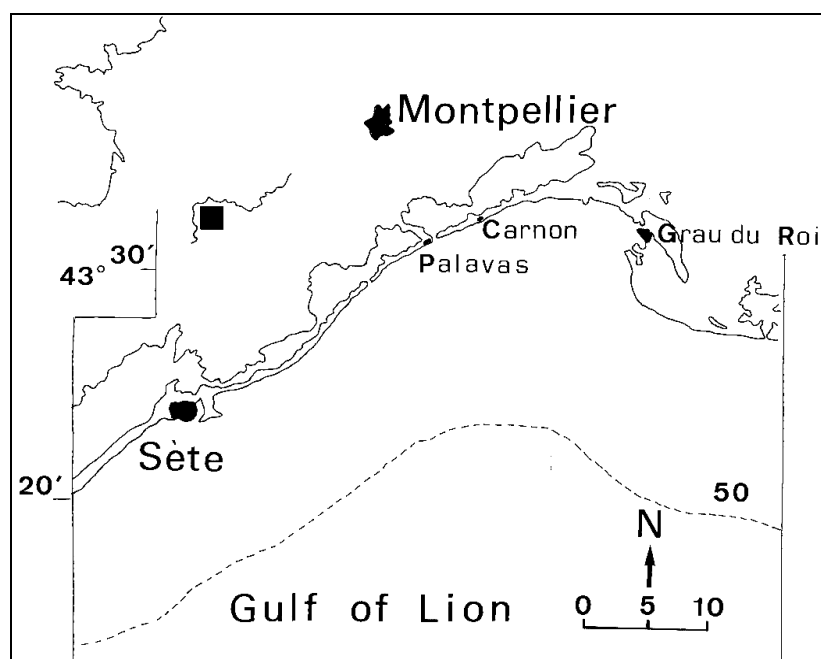 Montpellier
Carnon
Grau du Roi
Palavas
43° 30′
Sète
20′
50
N
Gulf of Lion
0 5 10